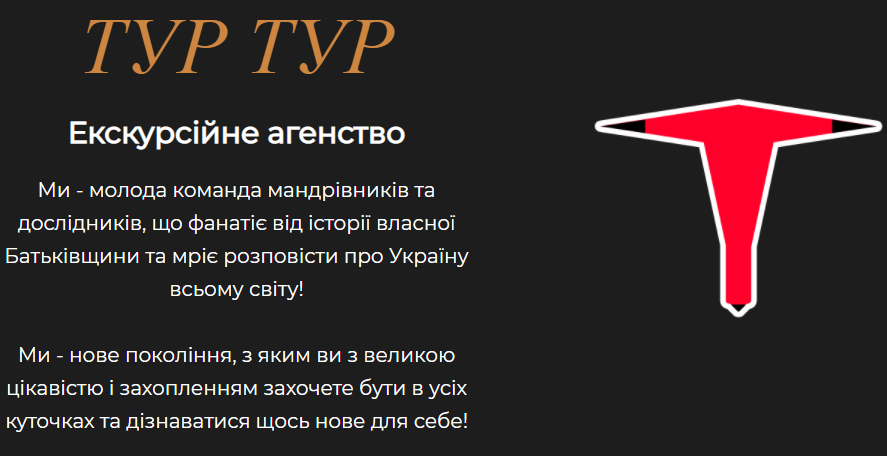 ТУР ТУР
Екскурсійне агенство
Ми - молода команда мандрівників та
дослідників, що фанатіє від історії власної
Батьківщини та мріє розповісти про Україну
всьому світу!
Ми - нове покоління, з яким ви з великою
цікавістю і захопленням захочете бути в усіх
куточках та дізнаватися щось нове для себе!